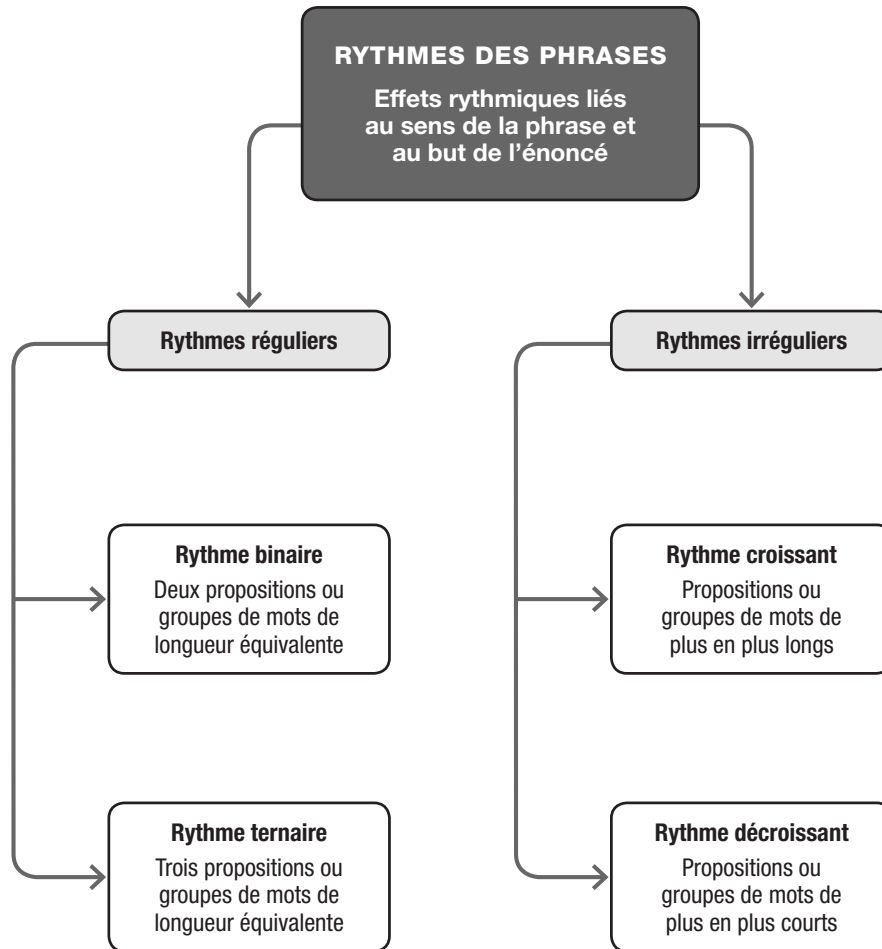 RYTHMES DES PHRASES
Effets rythmiques liés
au sens de la phrase et
au but de l’énoncé
Rythmes réguliers
Rythmes irréguliers
Rythme binaire
Deux propositions ou
groupes de mots de
longueur équivalente
Rythme croissant
Propositions ou
groupes de mots de
plus en plus longs
Rythme ternaire
Trois propositions ou
groupes de mots de
longueur équivalente
Rythme décroissant
Propositions ou
groupes de mots de
plus en plus courts